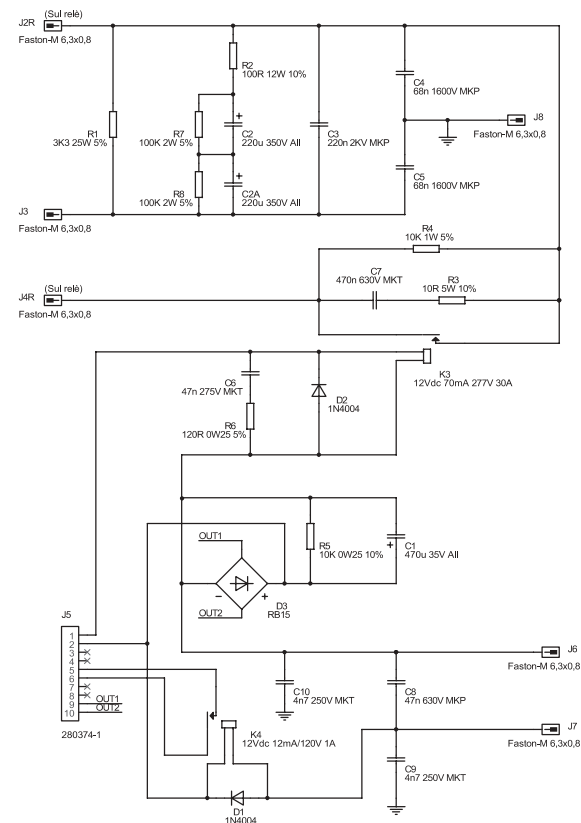 (Sul relè)
J2R
Faston-M 6,3x0,8
R2
100R 12W 10%
C4
68n 1600V MKP
J8
Faston-M 6,3x0,8
R1
3K3 25W 5%
R7
100K 2W 5%
+
C2
220u 350V All
C3
220n 2KV MKP
C5
68n 1600V MKP
R8
100K 2W 5%
+
C2A
220u 350V All
J3
Faston-M 6,3x0,8
R4
10K 1W 5%
C7
470n 630V MKT
R3
10R 5W 10%
(Sul relè)
J4R
Faston-M 6,3x0,8
K3
12Vdc 70mA 277V 30A
C6
47n 275V MKT
D2
1N4004
R6
120R 0W25 5%
OUT1
R5
10K 0W25 10%
+
C1
470u 35V All
- +
D3
RB15
OUT2
J5
1
2
3
4
5
6
7
8
9 OUT1
10 OUT2
280374-1
J6
Faston-M 6,3x0,8
C10
4n7 250V MKT
C8
47n 630V MKP
J7
Faston-M 6,3x0,8
K4
12Vdc 12mA/120V 1A
C9
4n7 250V MKT
D1
1N4004